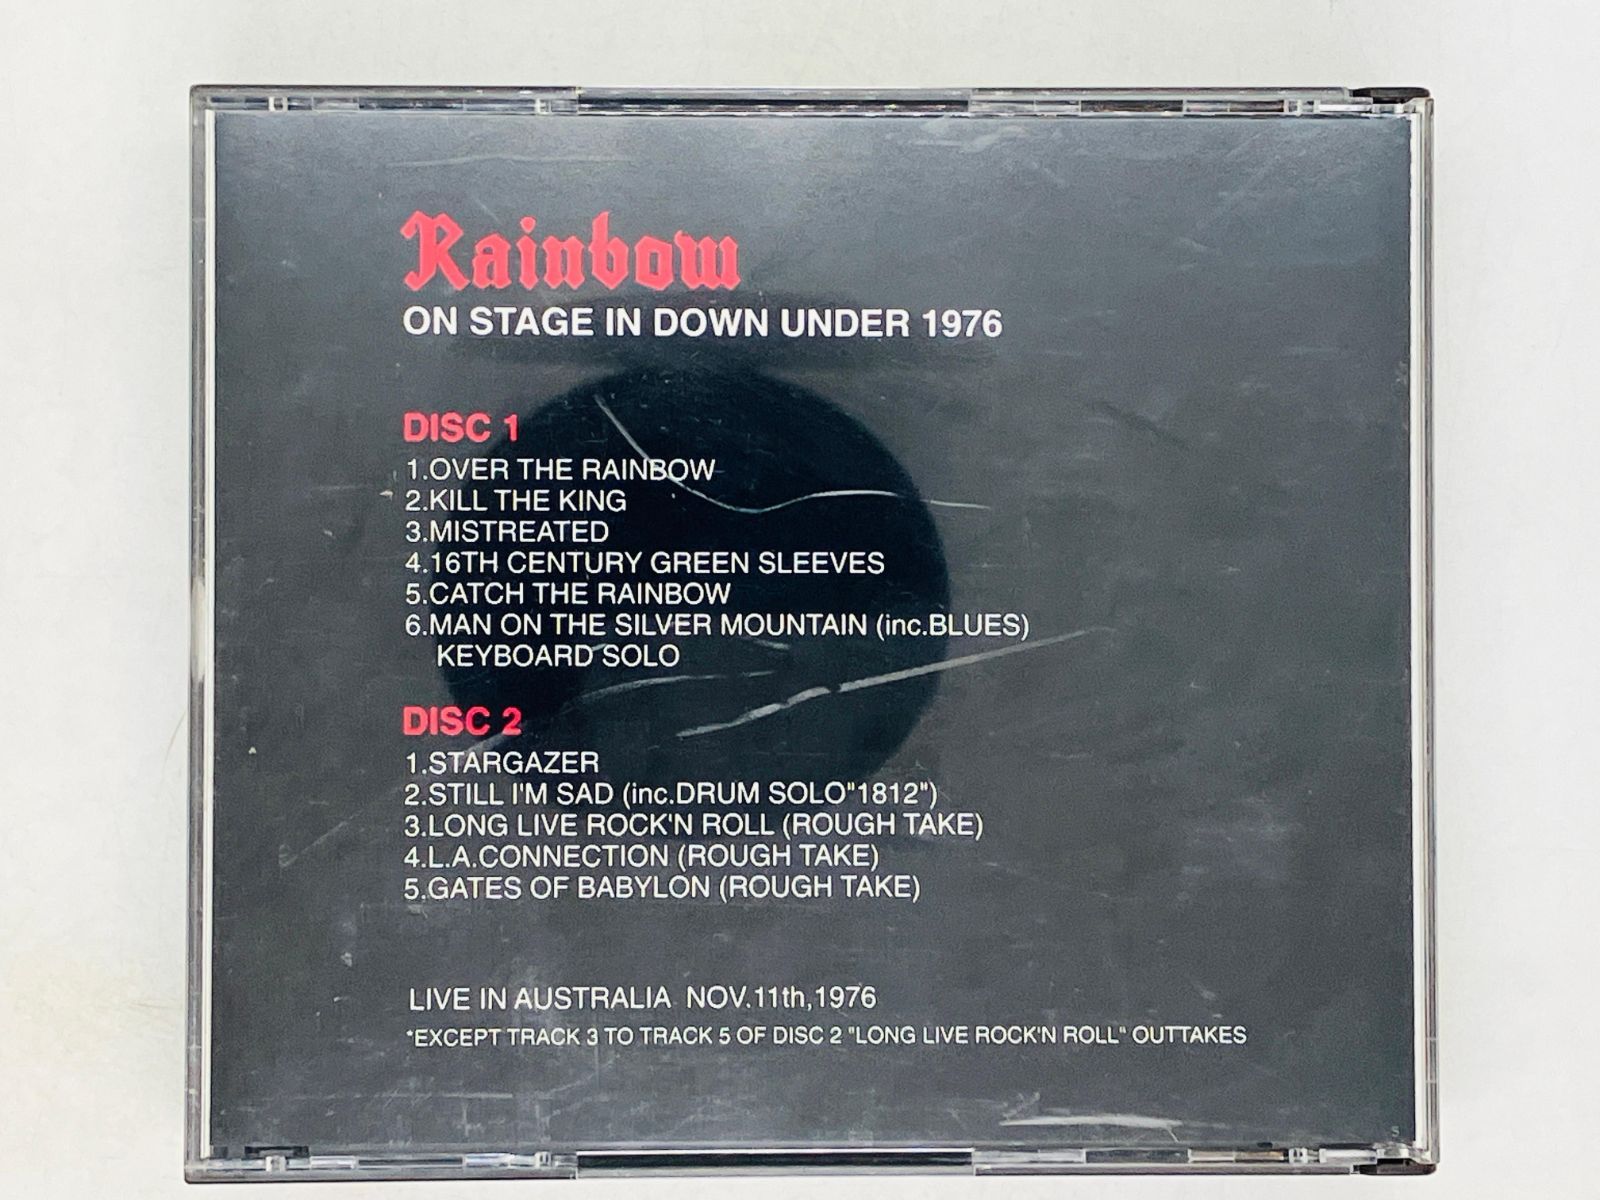 Rainbow
ON STAGE IN DOWN UNDER 1976
DISC 1
1.OVER THE RAINBOW
2.KILL THE KING
3.MISTREATED
4.16TH CENTURY GREEN SLEEVES
5.CATCH THE RAINBOW
6.MAN ON THE SILVER MOUNTAIN (inc.BLUES)
KEYBOARD SOLO
DISC 2
1.STARGAZER
2.STILL I'M SAD (inc.DRUM SOLO"1812")
3.LONG LIVE ROCK'N ROLL (ROUGH TAKE)
4.L.A.CONNECTION (ROUGH TAKE)
5.GATES OF BABYLON (ROUGH TAKE)
LIVE IN AUSTRALIA NOV.11th,1976
*EXCEPT TRACK 3 TO TRACK 5 OF DISC 2 "LONG LIVE ROCK'N ROLL" OUTTAKES